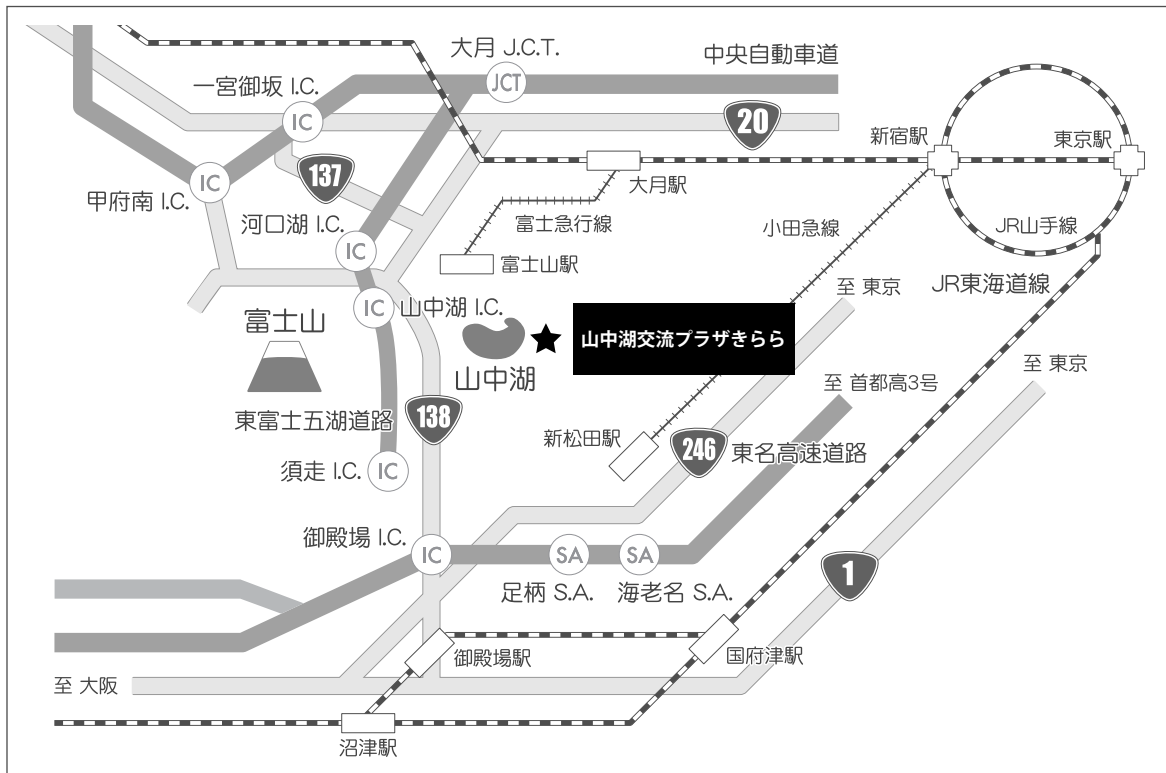 大月 J.C.T.
中央自動車道
一宮御坂 I.C.
JCT
IC
20
新宿駅
東京駅
137
大月駅
IC
甲府南 I.C.
河口湖 I.C.
富士急行線
小田急線
JR山手線
IC
富士山駅
JR東海道線
至 東京
IC
山中湖 I.C.
富士山
山中湖交流プラザきらら
山中湖
至 東京
至 首都高3号
東富士五湖道路
138
新松田駅
246
東名高速道路
須走 I.C.
IC
御殿場 I.C.
IC
SA
SA
足柄 S.A.
海老名 S.A.
1
御殿場駅
国府津駅
至 大阪
沼津駅